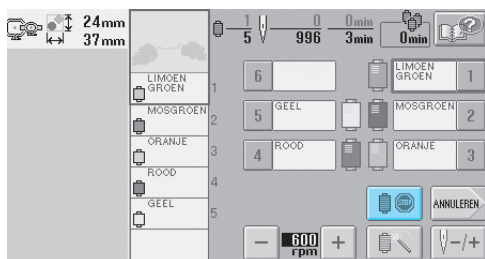 24mm
37mm
1
5
0
996
0min
3min
0min
LIMOEN
GROEN
1
MOSGROEN
2
ORANJE
3
ROOD
4
GEEL
5
6
LIMOEN
GROEN
1
5
GEEL
MOSGROEN
2
4
ROOD
ORANJE
3
STOP
ANNULEREN
−
600
rpm
+
−/+